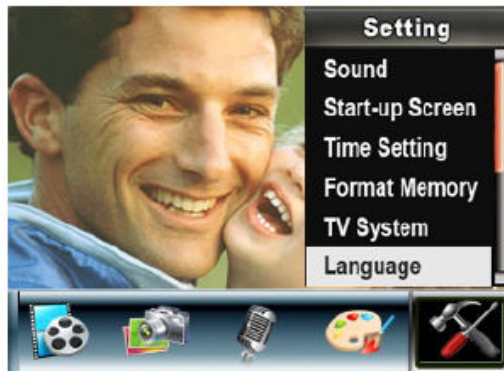 Setting
Sound
Start-up Screen
Time Setting
Format Memory
TV System
Language